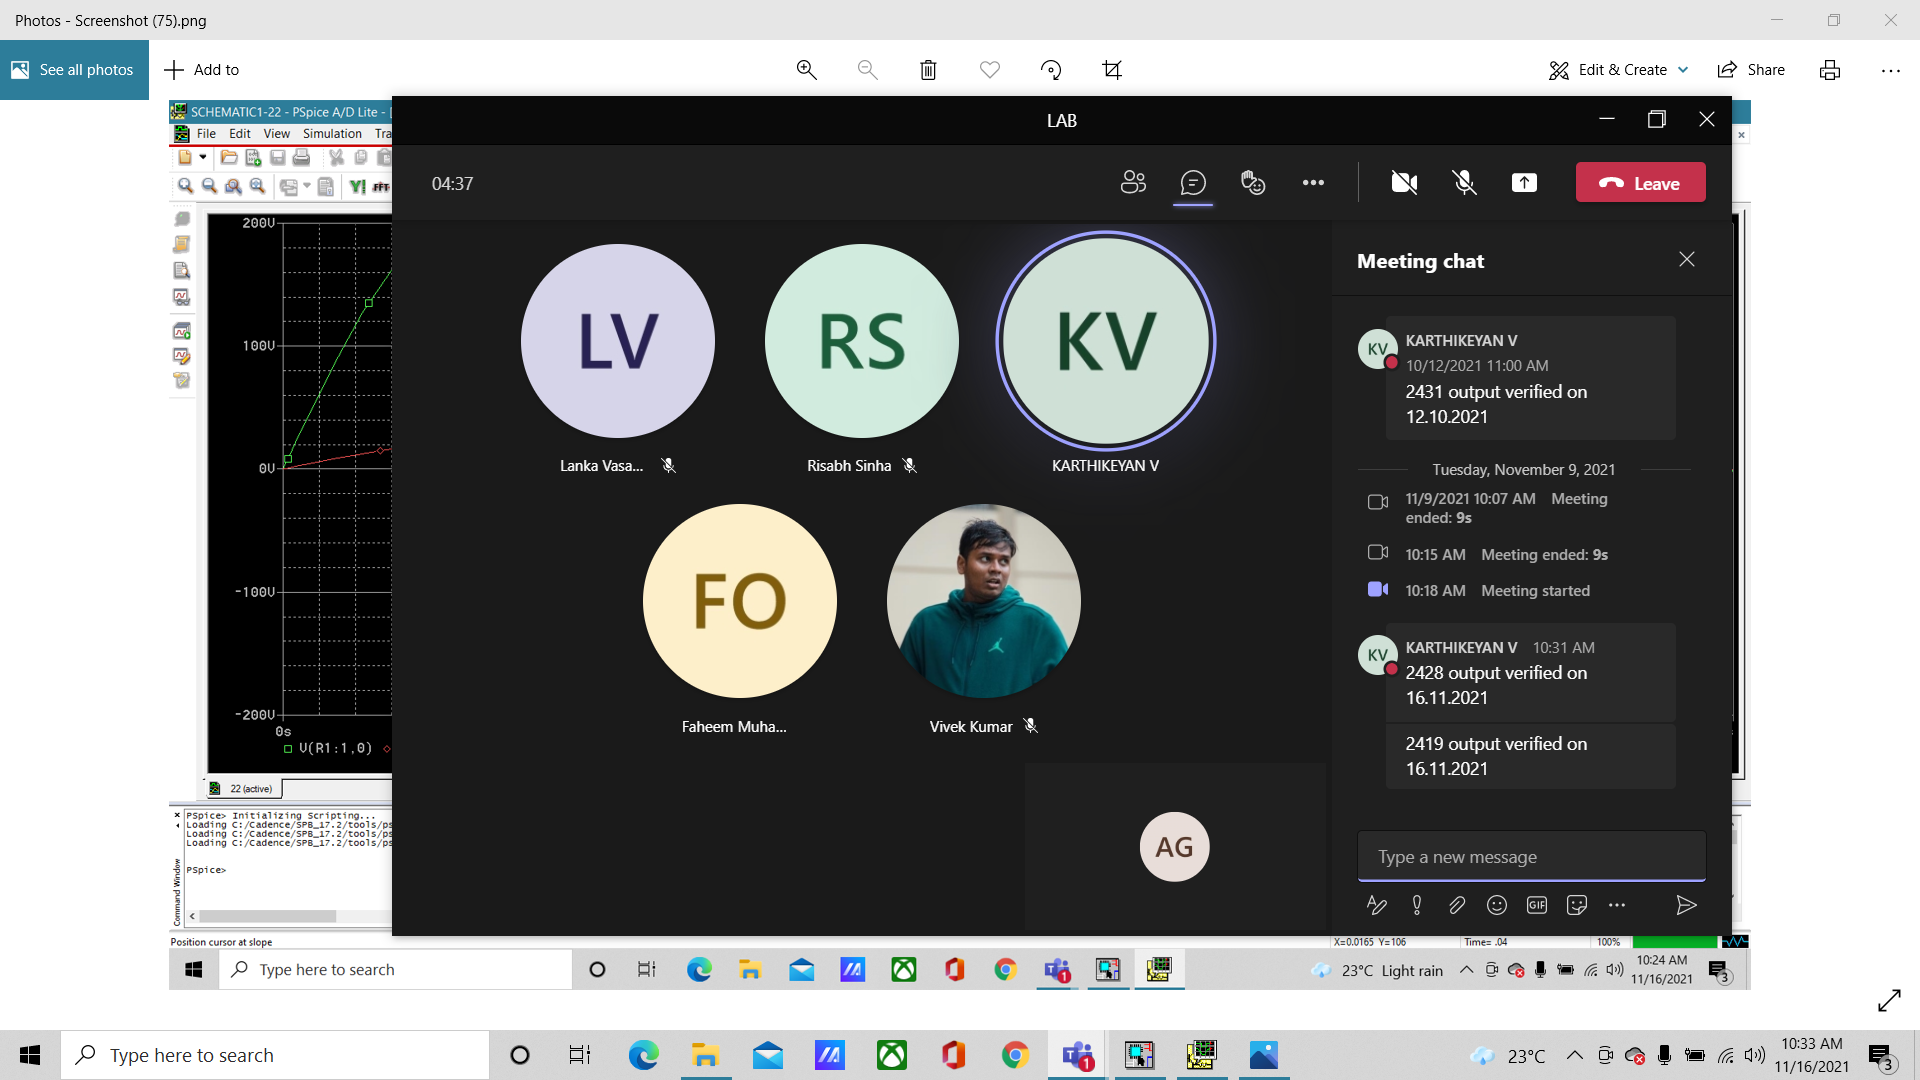 Photos - Screenshot (75).png
See all photos
Add to
Edit & Create
Share
SCHEMATIC1-22 - PSpice A/D Lite - [
File Edit View Simulation Tra
LAB
04:37
Leave
200V
100V
0V
-100V
-200V
0s
V(R1:1,0)
22 (active)
LV
Lanka Vasa...
RS
Risabh Sinha
KV
KARTHIKEYAN V
FO
Faheem Muha...
Vivek Kumar
AG
Meeting chat
KV
KARTHIKEYAN V
10/12/2021 11:00 AM
2431 output verified on
12.10.2021
Tuesday, November 9, 2021
11/9/2021 10:07 AM Meeting
ended: 9s
10:15 AM Meeting ended: 9s
10:18 AM Meeting started
KV
KARTHIKEYAN V 10:31 AM
2428 output verified on
16.11.2021
2419 output verified on
16.11.2021
Type a new message
GIF
Command Window
PSpice> Initializing Scripting...
Loading C:/Cadence/SPB_17.2/tools/ps
Loading C:/Cadence/SPB_17.2/tools/ps
Loading C:/Cadence/SPB_17.2/tools/ps
PSpice>
Position cursor at slope
X=0.0165 Y=106 Time= .04 100%
Type here to search
23°C Light rain
10:24 AM
11/16/2021
3
Type here to search
23°C
10:33 AM
11/16/2021
3